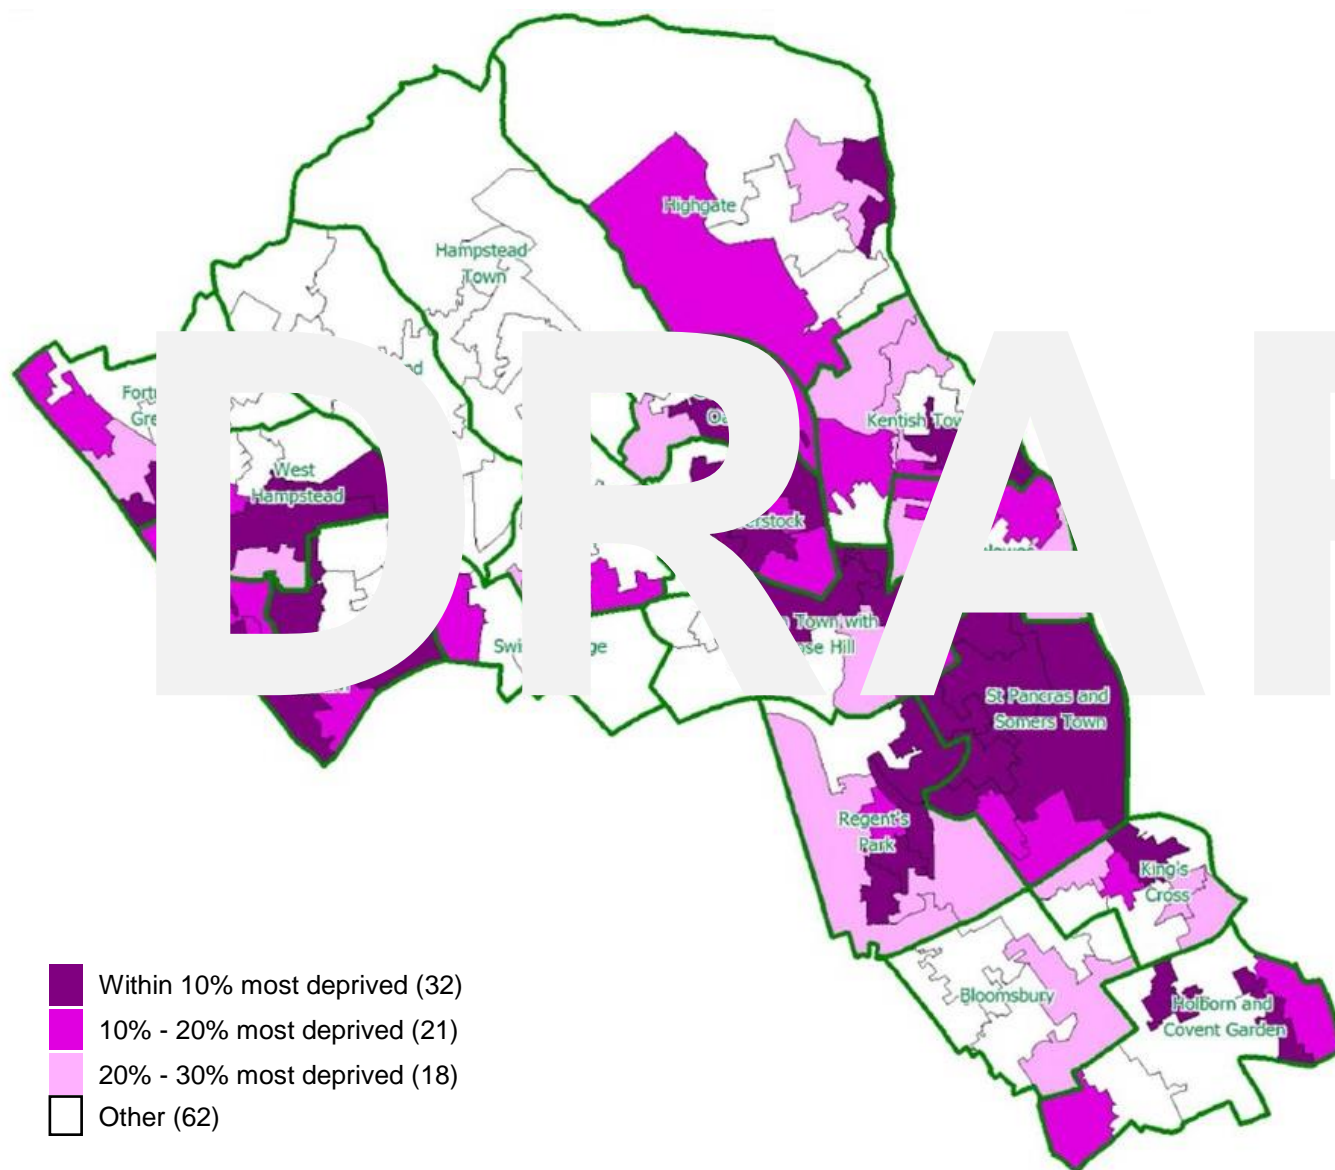 Highgate
Hampstead
Town
Kentish
West
Hampstead
Town with
Hill
St Pancras and
Somers Town
Regent's
Park
King's
Cross
Bloomsbury
Holborn and
Covent Garden
Within 10% most deprived (32)
10% - 20% most deprived (21)
20% - 30% most deprived (18)
Other (62)